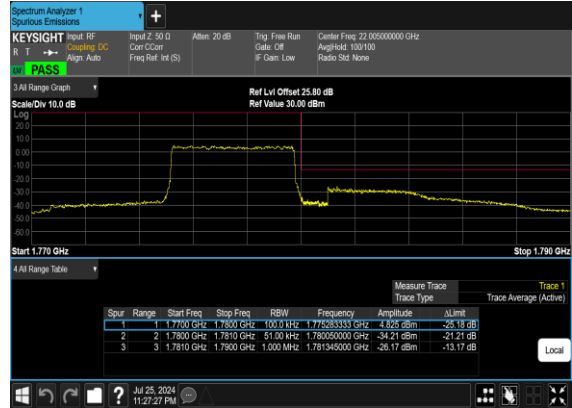 Spectrum Analyzer 1
Spurious Emissions
KEYSIGHT Input: RF Input Z: 50 Ω Atten: 20 dB Trig: Free Run Center Freq: 22.005000000 GHz
R T Coupling: DC Corr CCorr Gate: Off Avg|Hold: 100/100
Align: Auto Freq Ref: Int (S) IF Gain: Low Radio Std: None
LW PASS
3 All Range Graph
Ref Lvl Offset 25.80 dB
Scale/Div 10.0 dB Ref Value 30.00 dBm
Log
20.0
10.0
0.00
-10.0
-20.0
-30.0
-40.0
-50.0
-60.0
Start 1.770 GHz Stop 1.790 GHz
4 All Range Table
Measure Trace Trace 1
Trace Type Trace Average (Active)
Spur Range Start Freq Stop Freq RBW Frequency Amplitude ΔLimit
1 1 1.7700 GHz 1.7800 GHz 100.0 kHz 1.775283333 GHz 4.825 dBm -25.18 dB
2 2 1.7800 GHz 1.7810 GHz 51.00 kHz 1.780050000 GHz -34.21 dBm -21.21 dB
3 3 1.7810 GHz 1.7900 GHz 1.000 MHz 1.781345000 GHz -26.17 dBm -13.17 dB
Local
? Jul 25, 2024
11:27:27 PM